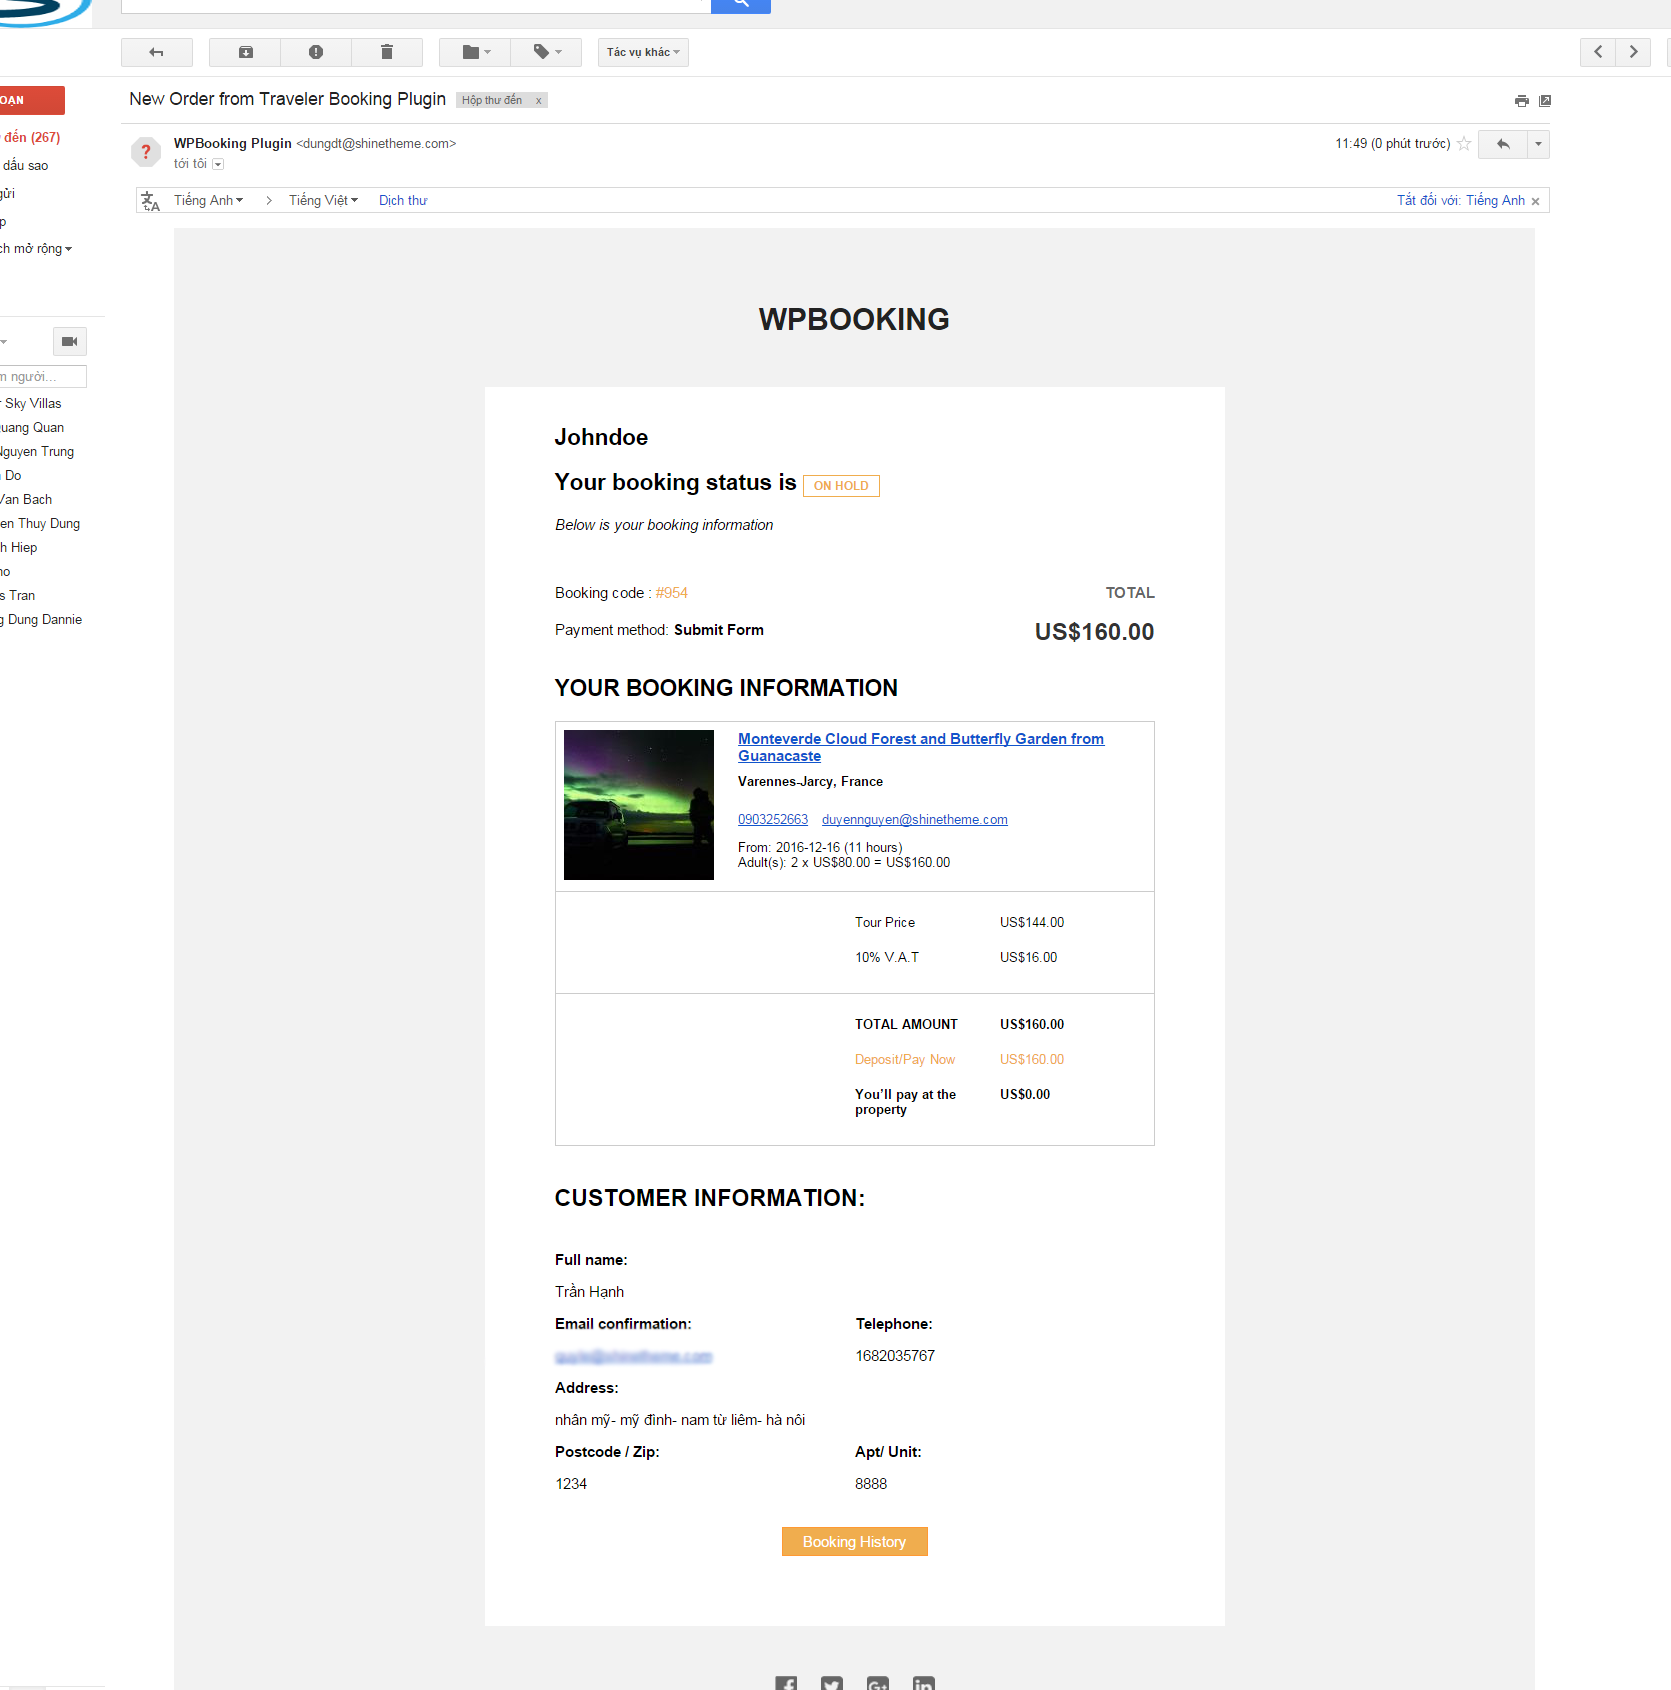 Tác vụ khác
OẠN
New Order from Traveler Booking Plugin Hộp thư đến x
đến (267)
WPBooking Plugin <dungdt@shinetheme.com> 11:49 (0 phút trước)
tới tôi
dấu sao
gửi
Tiếng Anh > Tiếng Việt Dịch thư Tắt đối với: Tiếng Anh ×
p
ch mở rộng
WPBOOKING
m người...
Sky Villas
uang Quan
Nguyen Trung
Do
Van Bach
en Thuy Dung
h Hiep
ho
s Tran
g Dung Dannie
Johndoe
Your booking status is ON HOLD
Below is your booking information
Booking code : #954 TOTAL
Payment method: Submit Form US$160.00
YOUR BOOKING INFORMATION
Monteverde Cloud Forest and Butterfly Garden from
Guanacaste
Varennes-Jarcy, France
0903252663 duyennguyen@shinetheme.com
From: 2016-12-16 (11 hours)
Adult(s): 2 x US$80.00 = US$160.00
Tour Price US$144.00
10% V.A.T US$16.00
TOTAL AMOUNT US$160.00
Deposit/Pay Now US$160.00
You'll pay at the US$0.00
property
CUSTOMER INFORMATION:
Full name:
Trần Hạnh
Email confirmation: Telephone:
1682035767
Address:
nhân mỹ- mỹ đình- nam từ liêm- hà nôi
Postcode / Zip: Apt/ Unit:
1234 8888
Booking History